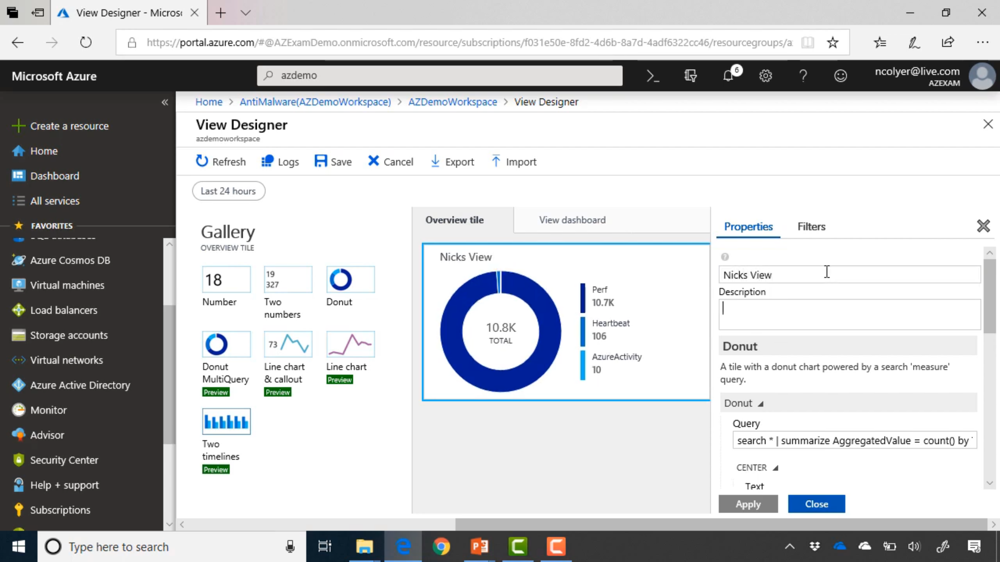 View Designer - Micros
https://portal.azure.com/#@AZExamDemo.onmicrosoft.com/resource/subscriptions/f031e50e-8fd2-4d6b-8a7d-4adf6322cc46/resourcegroups/a
Microsoft Azure
azdemo
6
ncolyer@live.com
AZEXAM
Home > AntiMalware(AZDemoWorkspace) > AZDemoWorkspace > View Designer
View Designer
azdemoworkspace
Refresh Logs Save Cancel Export Import
Last 24 hours
Create a resource
Home
Dashboard
All services
FAVORITES
Azure Cosmos DB
Virtual machines
Load balancers
Storage accounts
Virtual networks
Azure Active Directory
Monitor
Advisor
Security Center
Help + support
Subscriptions
Gallery
OVERVIEW TILE
18
Number
19
327
Two
numbers
Donut
Donut
MultiQuery
Preview
73
Line chart
& callout
Preview
Line chart
Preview
Two
timelines
Preview
Overview tile
View dashboard
Nicks View
10.8K
TOTAL
Perf
10.7K
Heartbeat
106
AzureActivity
10
Properties
Filters
Nicks View
Description
Donut
A tile with a donut chart powered by a search 'measure'
query.
Donut
Query
search * | summarize AggregatedValue = count() by
CENTER
Text
Apply
Close
Type here to search